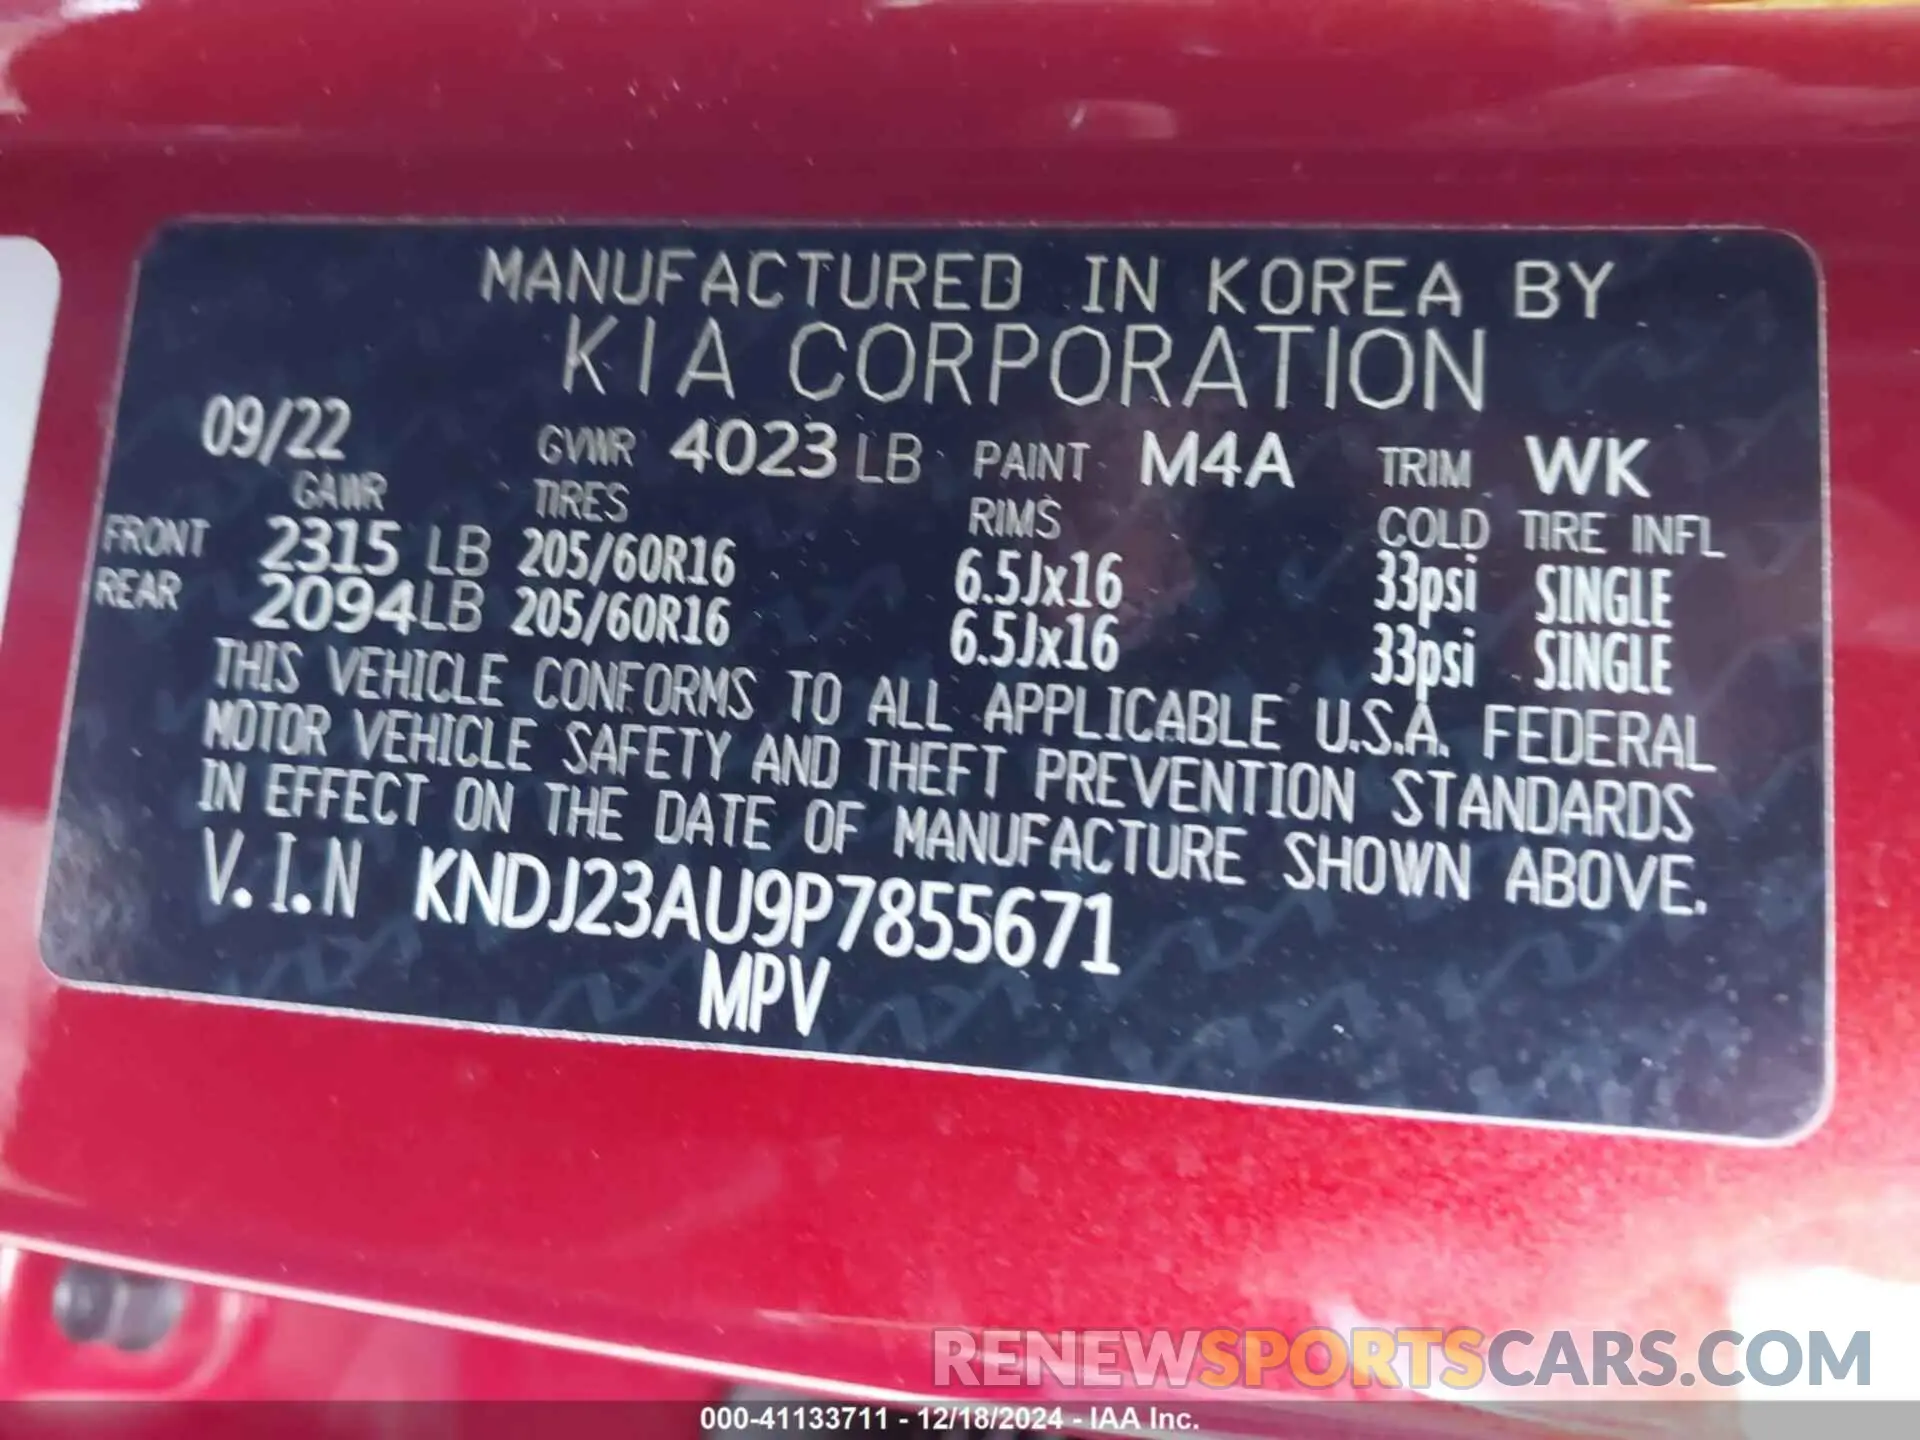 MANUFACTURED IN KOREA BY
KIA CORPORATION
09/22 GVWR 4023 LB PAINT M4A TRIM WK
GAWR TIRES RIMS COLD TIRE INFL
FRONT 2315 LB 205/60R16 6.5Jx16 33psi SINGLE
REAR 2094 LB 205/60R16 6.5Jx16 33psi SINGLE
THIS VEHICLE CONFORMS TO ALL APPLICABLE U.S.A. FEDERAL
MOTOR VEHICLE SAFETY AND THEFT PREVENTION STANDARDS
IN EFFECT ON THE DATE OF MANUFACTURE SHOWN ABOVE.
V.I.N KNDJ23AU9P7855671
MPV
RENEWSPORTSCARS.COM
000-41133711 - 12/18/2024 - IAA Inc.